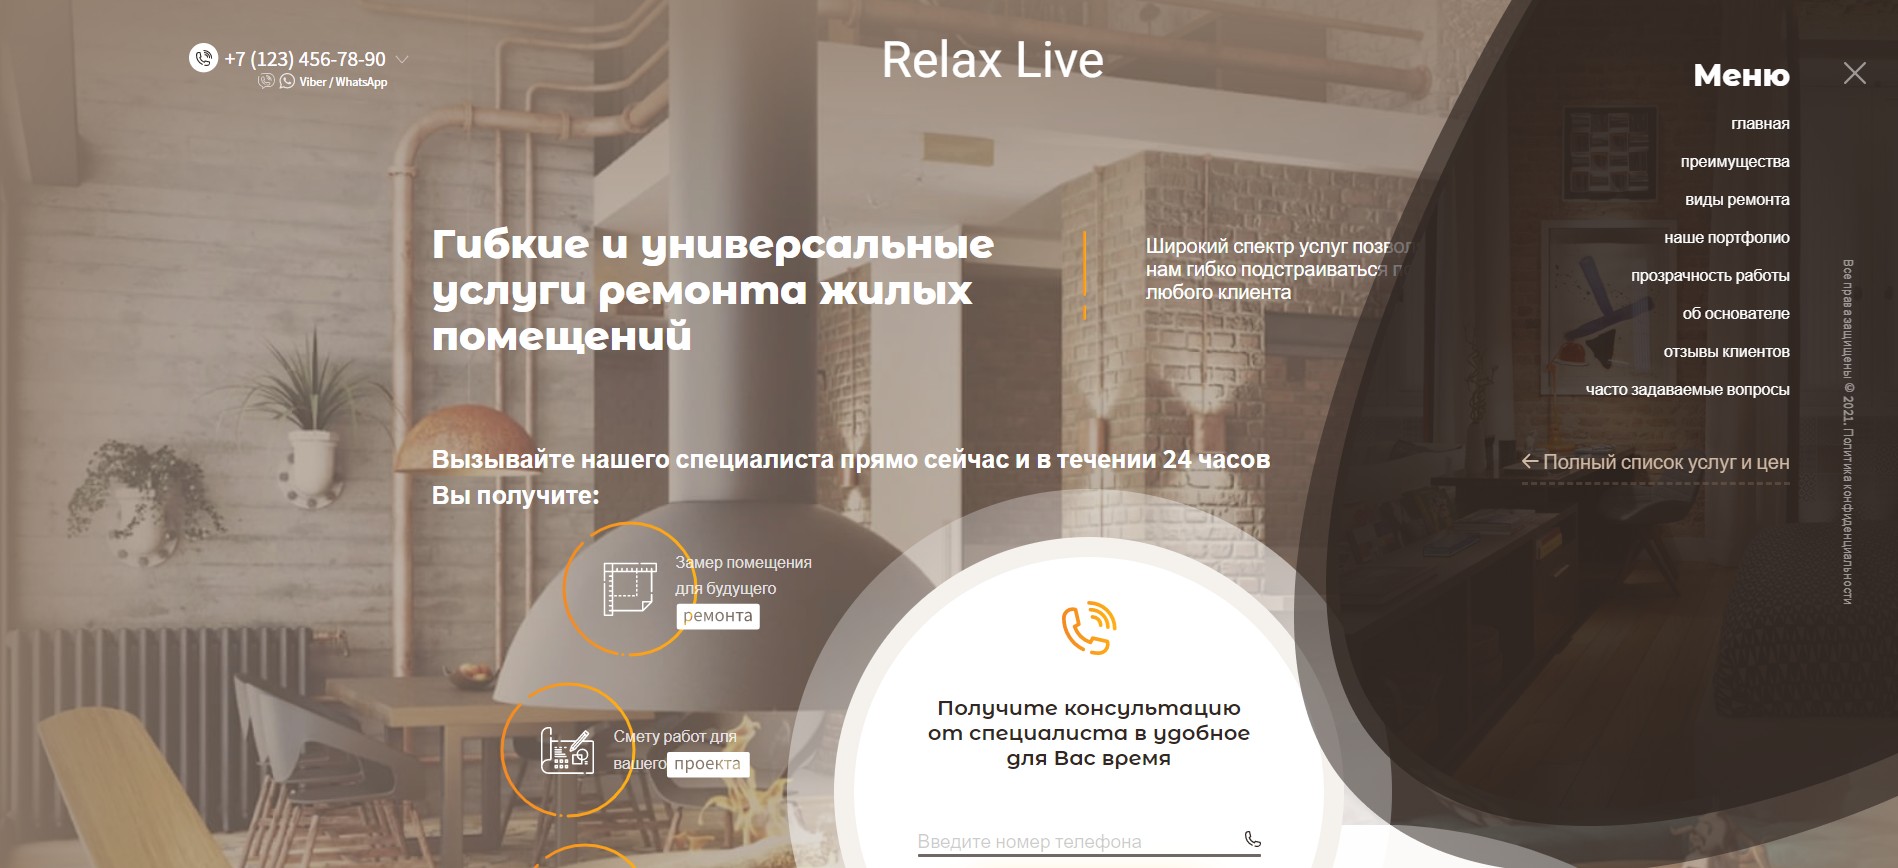 +7 (123) 456-78-90
Viber / WhatsApp
Relax Live
Меню
главная
преимущества
виды ремонта
наше портфолио
прозрачность работы
об основателе
отзывы клиентов
часто задаваемые вопросы
← Полный список услуг и цен
Все права защищены © 2021. Политика конфиденциальности
Гибкие и универсальные
услуги ремонта жилых
помещений
Широкий спектр услуг позвол
нам гибко подстраиваться
любого клиента
Вызывайте нашего специалиста прямо сейчас и в течении 24 часов
Вы получите:
Замер помещения
для будущего
ремонта
Смету работ для
вашего проекта
Получите консультацию
от специалиста в удобное
для Вас время
Введите номер телефона